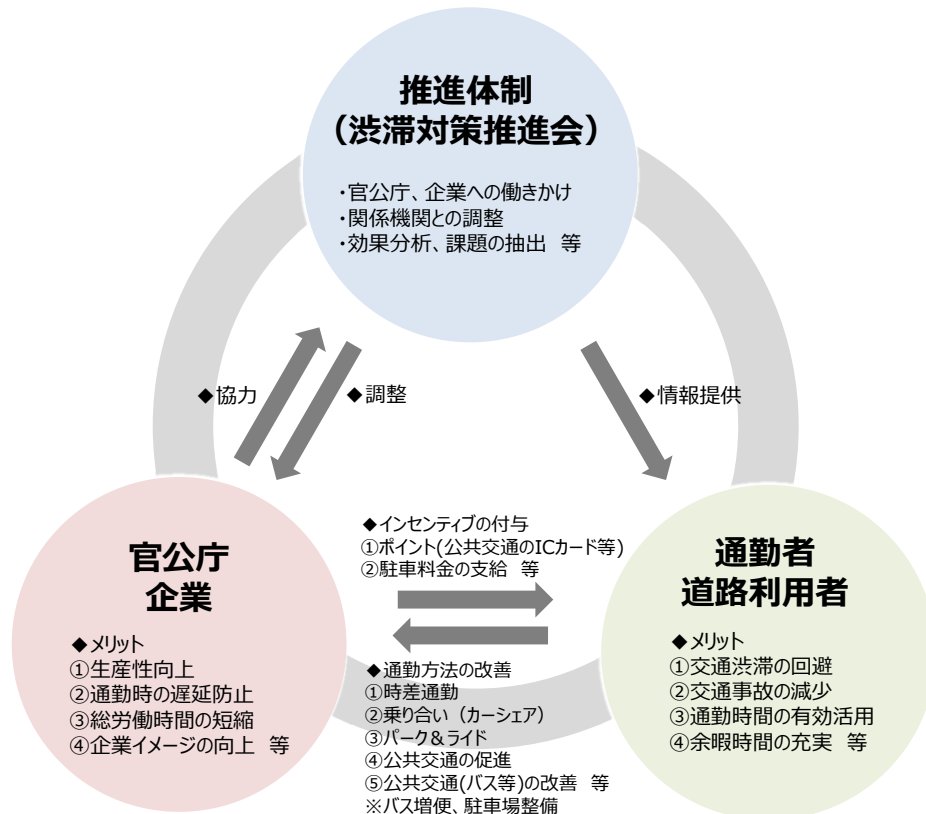 推進体制
（渋滞対策推進会）
・官公庁、企業への働きかけ
・関係機関との調整
・効果分析、課題の抽出　等
◆協力
◆調整
◆情報提供
官公庁
企業
◆メリット
①生産性向上
②通勤時の遅延防止
③総労働時間の短縮
④企業イメージの向上　等
◆インセンティブの付与
①ポイント(公共交通のICカード等)
②駐車料金の支給　等
◆通勤方法の改善
①時差通勤
②乗り合い（カーシェア）
③パーク＆ライド
④公共交通の促進
⑤公共交通(バス等)の改善　等
※バス増便、駐車場整備
通勤者
道路利用者
◆メリット
①交通渋滞の回避
②交通事故の減少
③通勤時間の有効活用
④余暇時間の充実　等